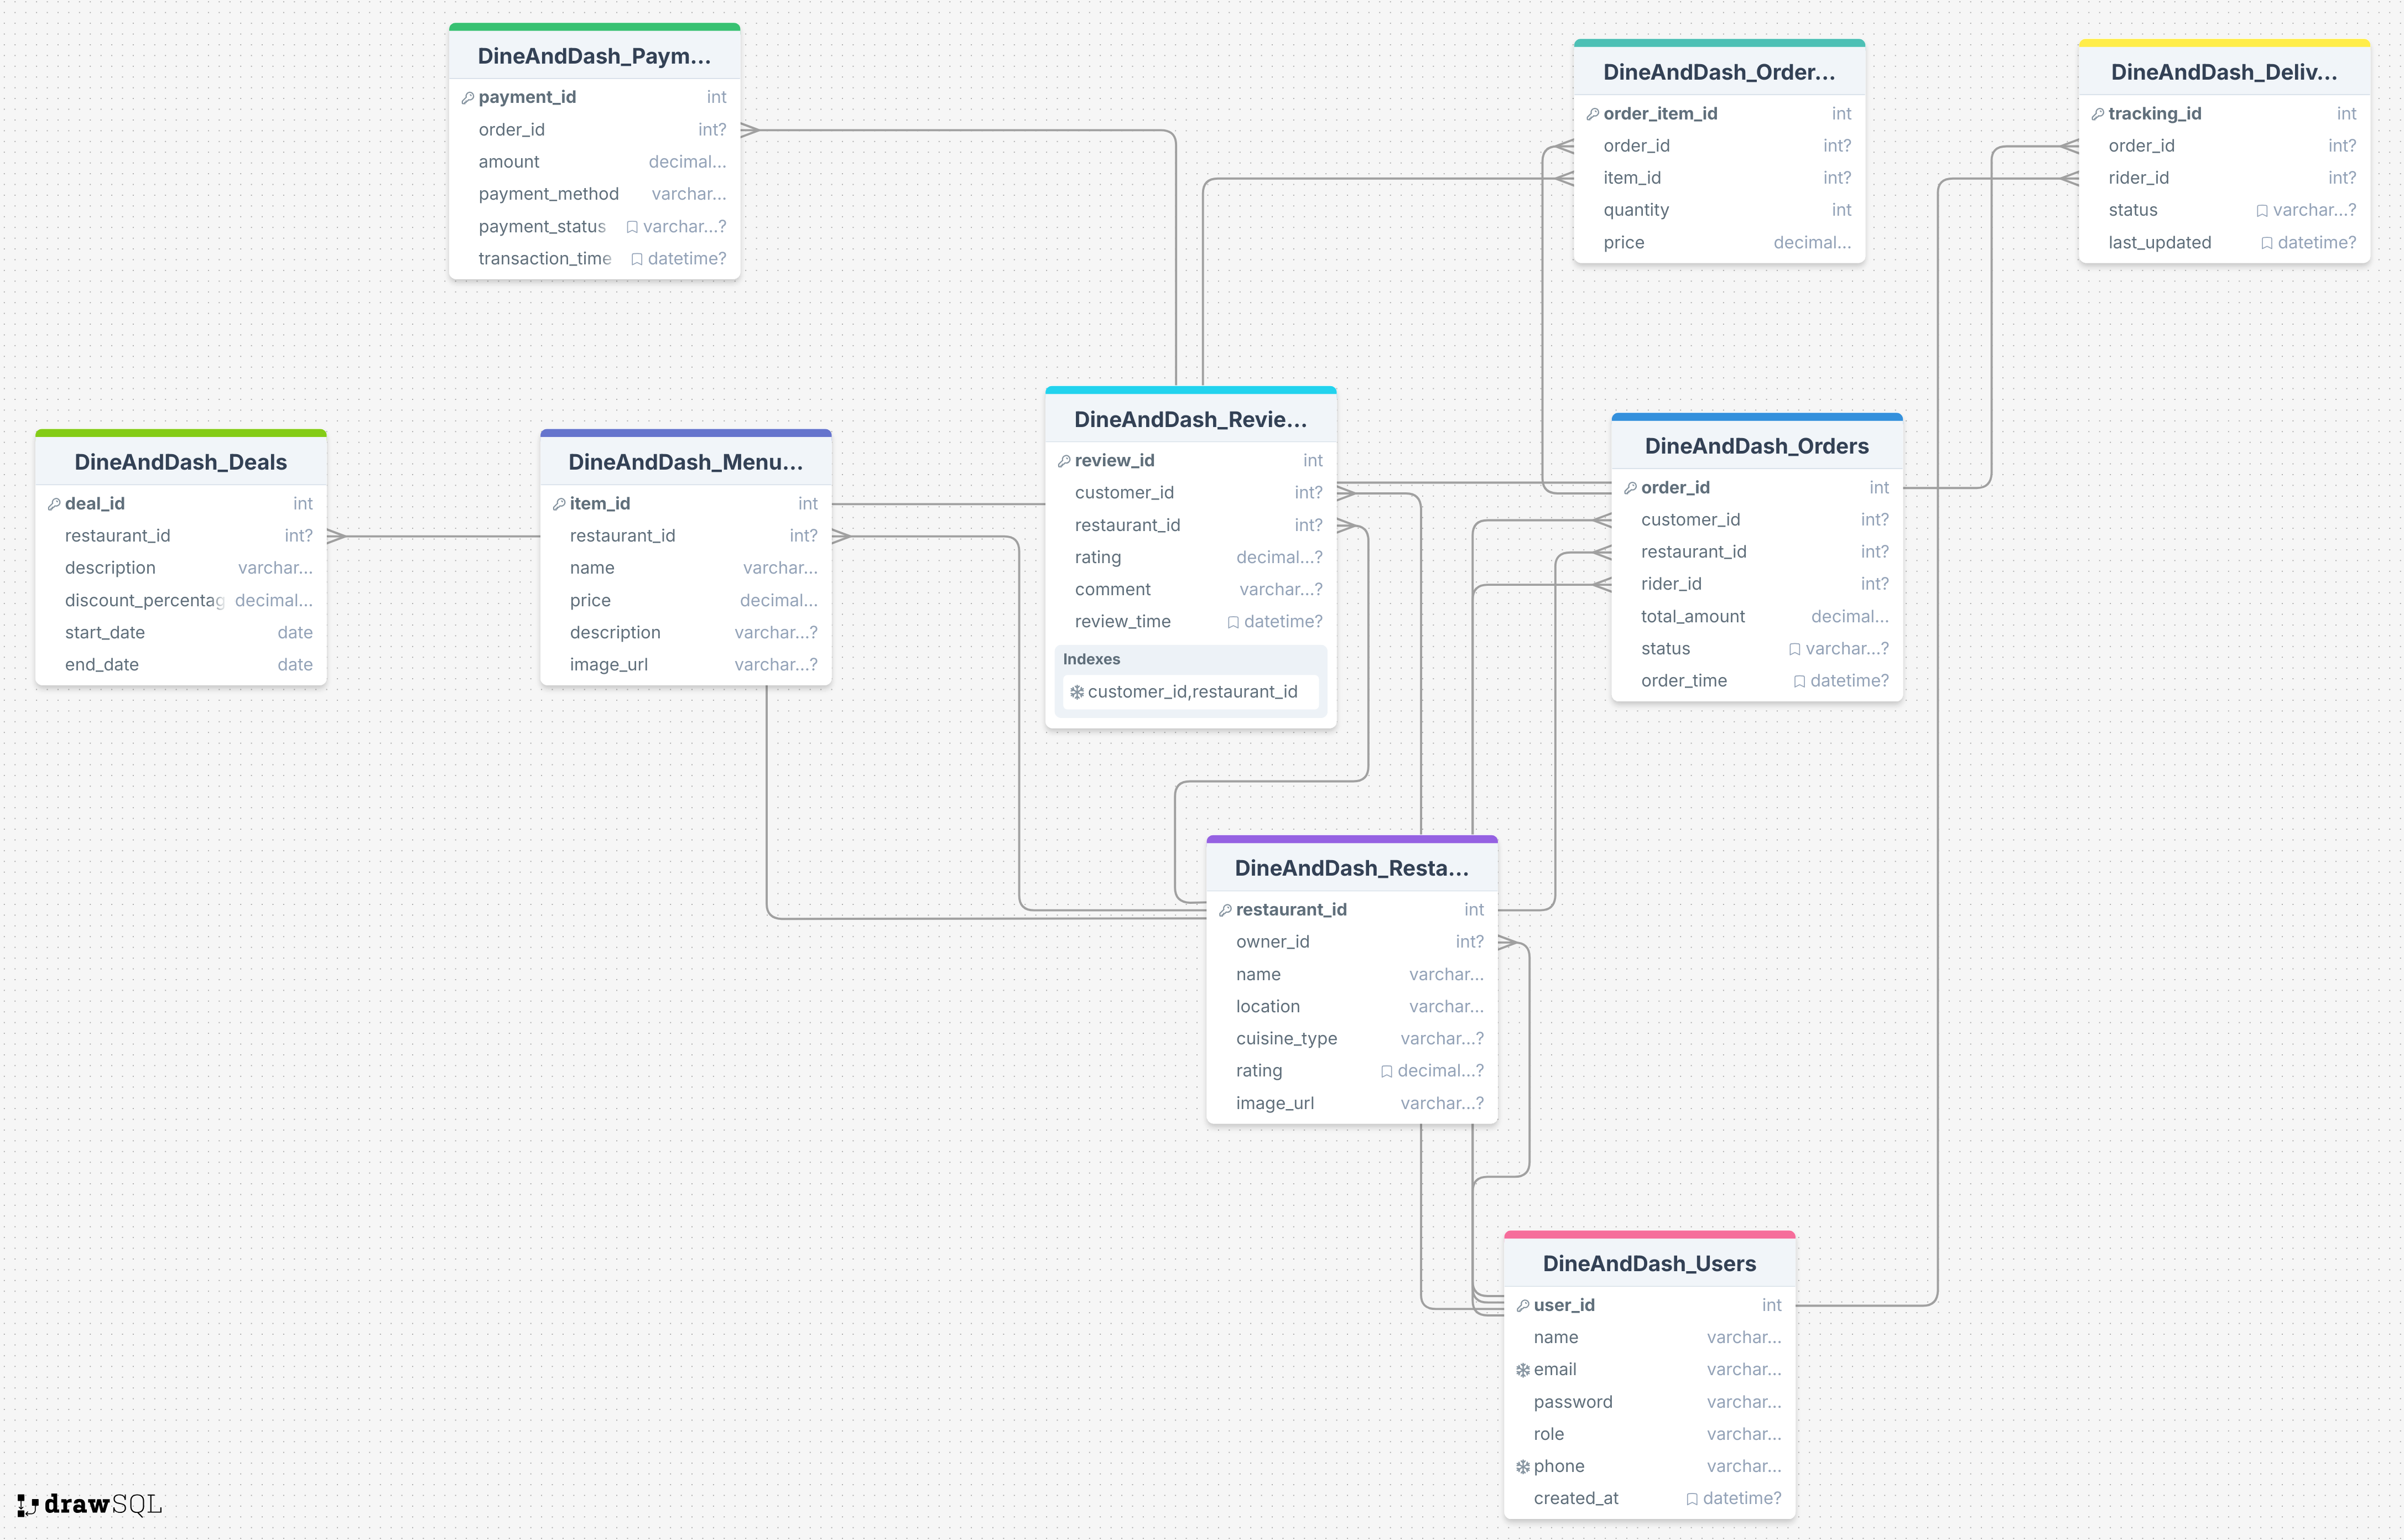 DineAndDash_Paym...
payment_id int
order_id int?
amount decimal...
payment_method varchar...
payment_status varchar...?
transaction_time datetime?
DineAndDash_Order...
order_item_id int
order_id int?
item_id int?
quantity int
price decimal...
DineAndDash_Deliv...
tracking_id int
order_id int?
rider_id int?
status varchar...?
last_updated datetime?
DineAndDash_Deals
deal_id int
restaurant_id int?
description varchar...
discount_percentag decimal...
start_date date
end_date date
DineAndDash_Menu...
item_id int
restaurant_id int?
name varchar...
price decimal...
description varchar...?
image_url varchar...?
DineAndDash_Revie...
review_id int
customer_id int?
restaurant_id int?
rating decimal...?
comment varchar...?
review_time datetime?
Indexes
customer_id,restaurant_id
DineAndDash_Orders
order_id int
customer_id int?
restaurant_id int?
rider_id int?
total_amount decimal...
status varchar...?
order_time datetime?
DineAndDash_Resta...
restaurant_id int
owner_id int?
name varchar...
location varchar...
cuisine_type varchar...?
rating decimal...?
image_url varchar...?
DineAndDash_Users
user_id int
name varchar...
email varchar...
password varchar...
role varchar...
phone varchar...
created_at datetime?
drawSQL